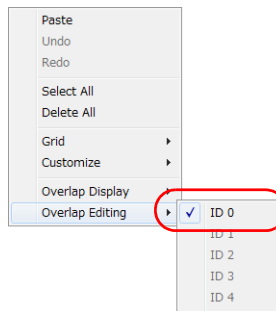 Paste
Undo
Redo
Select All
Delete All
Grid
Customize
Overlap Display
Overlap Editing
ID 0
ID 1
ID 2
ID 3
ID 4